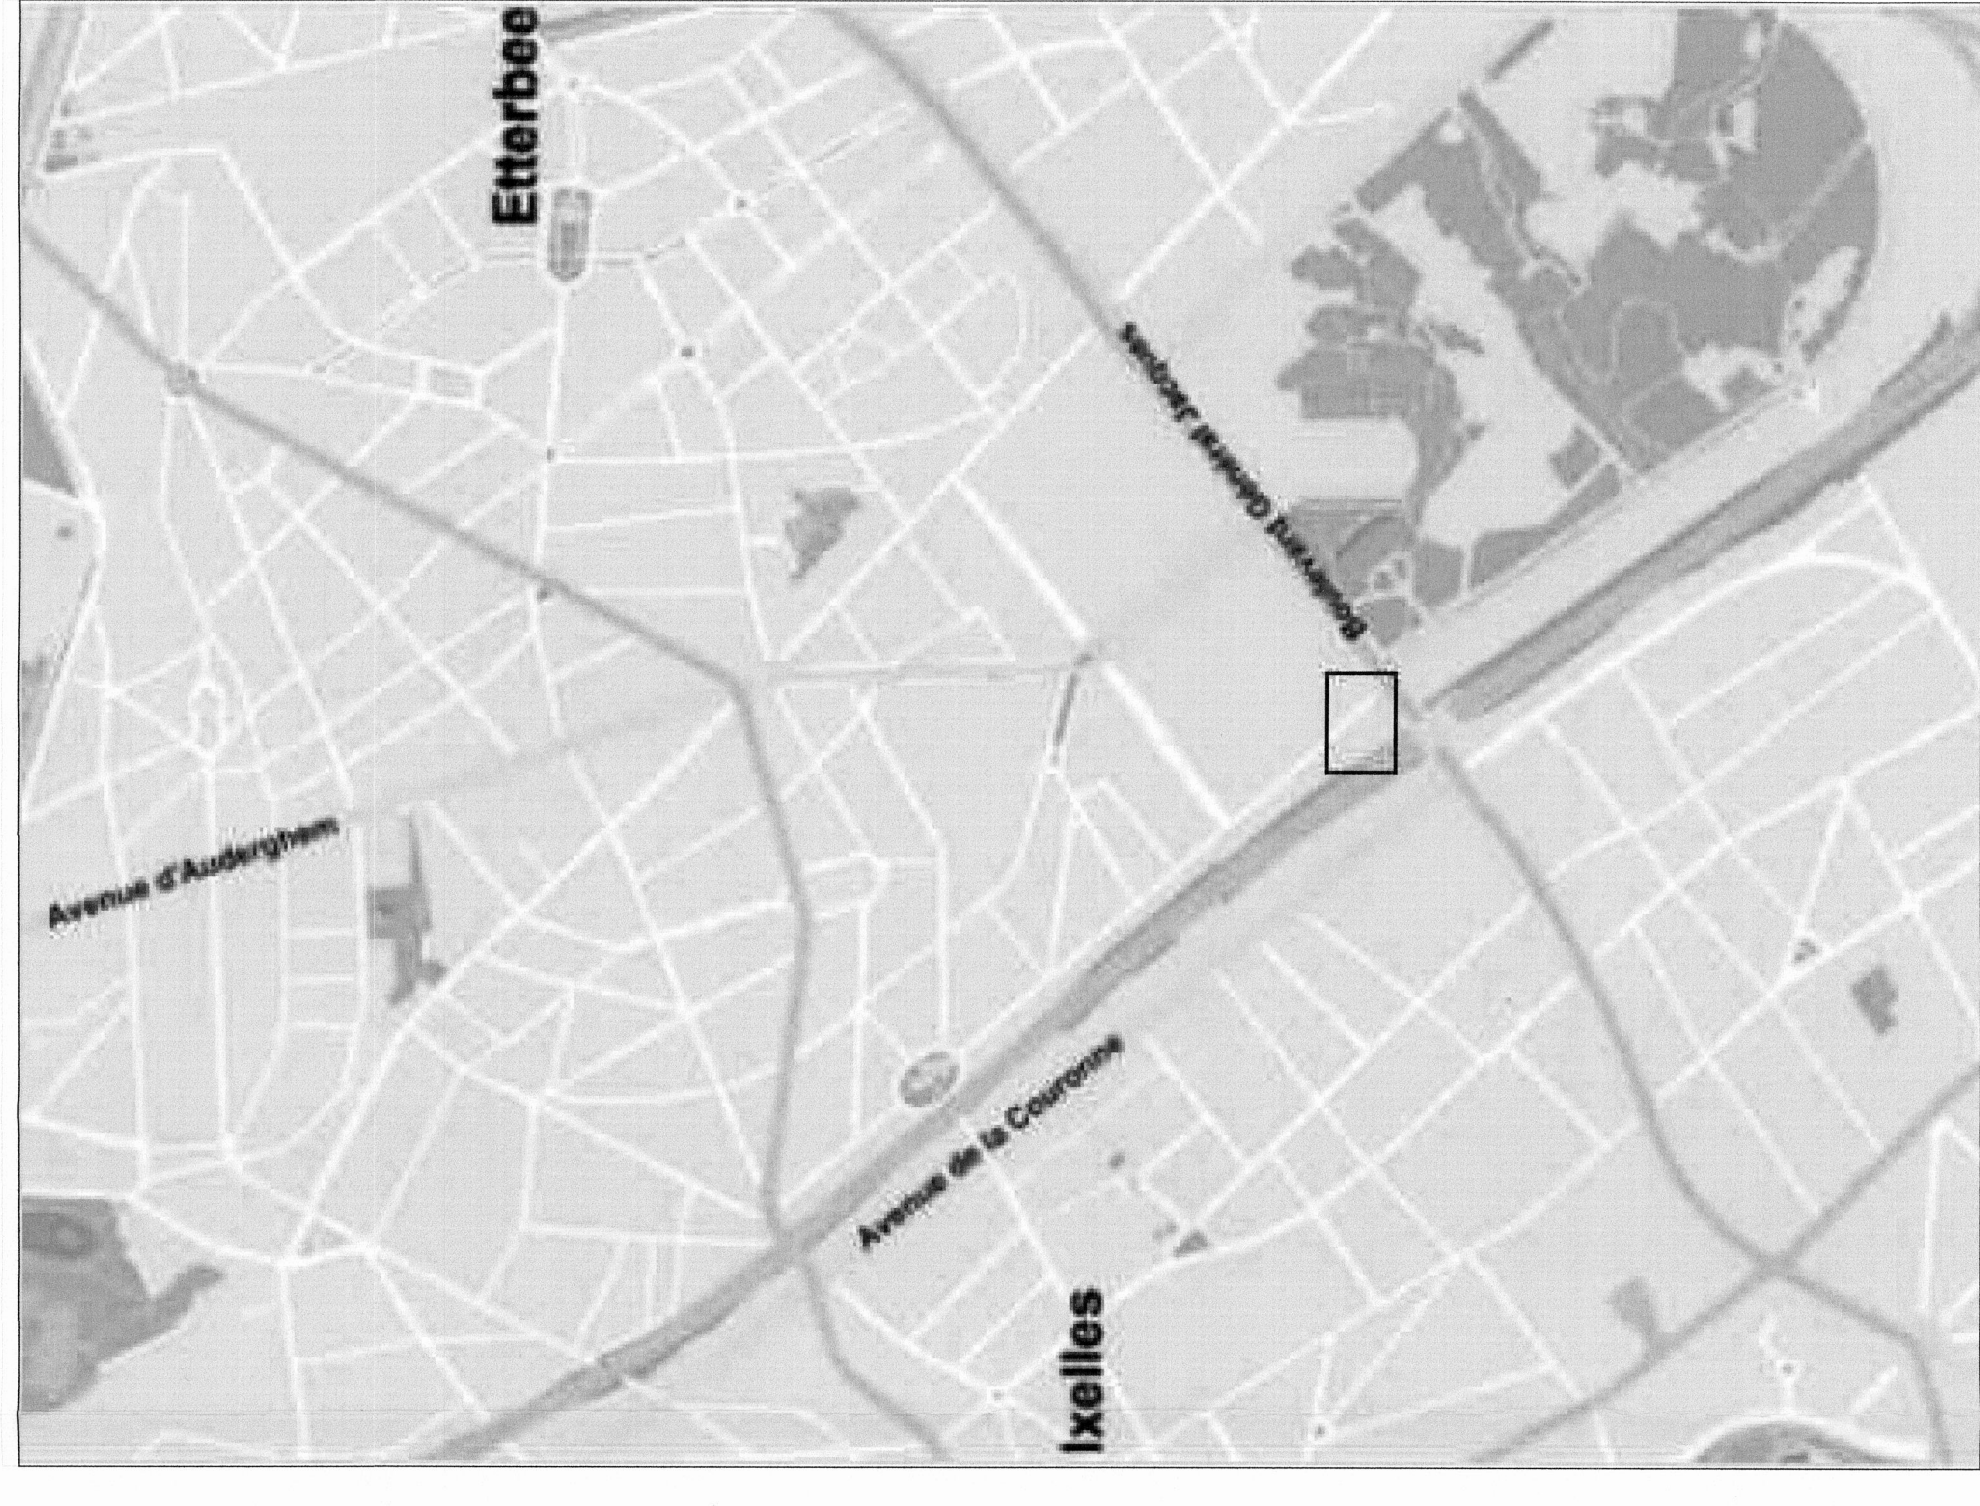 Etterbee
Boulevard Général Jacques
Avenue d'Auderghem
Avenue de la Couronne
Ixelles